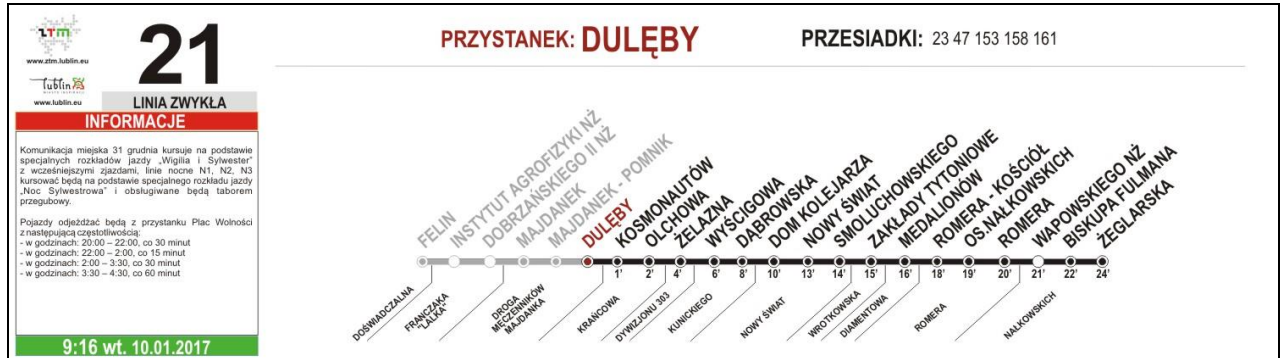 ztm
www.ztm.lublin.eu
lublin
www.lublin.eu
21
LINIA ZWYKŁA
INFORMACJE
Komunikacja miejska 31 grudnia kursuje na podstawie
specjalnych rozkładów jazdy „Wigilia i Sylwester”
z wcześniejszymi zjazdami, linie nocne N1, N2, N3
kursować będą na podstawie specjalnego rozkładu jazdy
„Noc Sylwestrowa” i obsługiwane będą taborem
przegubowy.
Pojazdy odjeżdżać będą z przystanku Plac Wolności
z następującą częstotliwością:
- w godzinach: 20:00 – 22:00, co 30 minut
- w godzinach: 22:00 – 2:00, co 15 minut
- w godzinach: 2:00 – 3:30, co 30 minut
- w godzinach: 3:30 – 4:30, co 60 minut
9:16 wt. 10.01.2017
PRZYSTANEK: DULĘBY
PRZESIADKI: 23 47 153 158 161
FELIN
INSTYTUT AGROFIZYKI NŻ
DOBRZAŃSKIEGO II NŻ
MAJDANEK
MAJDANEK - POMNIK
DULĘBY
KOSMONAUTÓW
OLCHOWA
ŻELAZNA
WYŚCIGOWA
DĄBROWSKA
DOM KOLEJARZA
NOWY ŚWIAT
SMOLUCHOWSKIEGO
ZAKŁADY TYTONIOWE
MEDALIONÓW
ROMERA - KOŚCIÓŁ
OS.NAŁKOWSKICH
ROMERA
WAPOWSKIEGO NŻ
BISKUPA FULMANA
ŻEGLARSKA
1' 2' 4' 6' 8' 10' 13' 14' 15' 16' 18' 19' 20' 21' 22' 24'
DOŚWIADCZALNA
FRANCZAKA
"LALKA"
DROGA
MĘCZENNIKÓW
MAJDANKA
KRAŃCOWA
DYWIZJONU 303
KUNICKIEGO
NOWY ŚWIAT
WROTKOWSKA
DIAMENTOWA
ROMERA
NAŁKOWSKICH